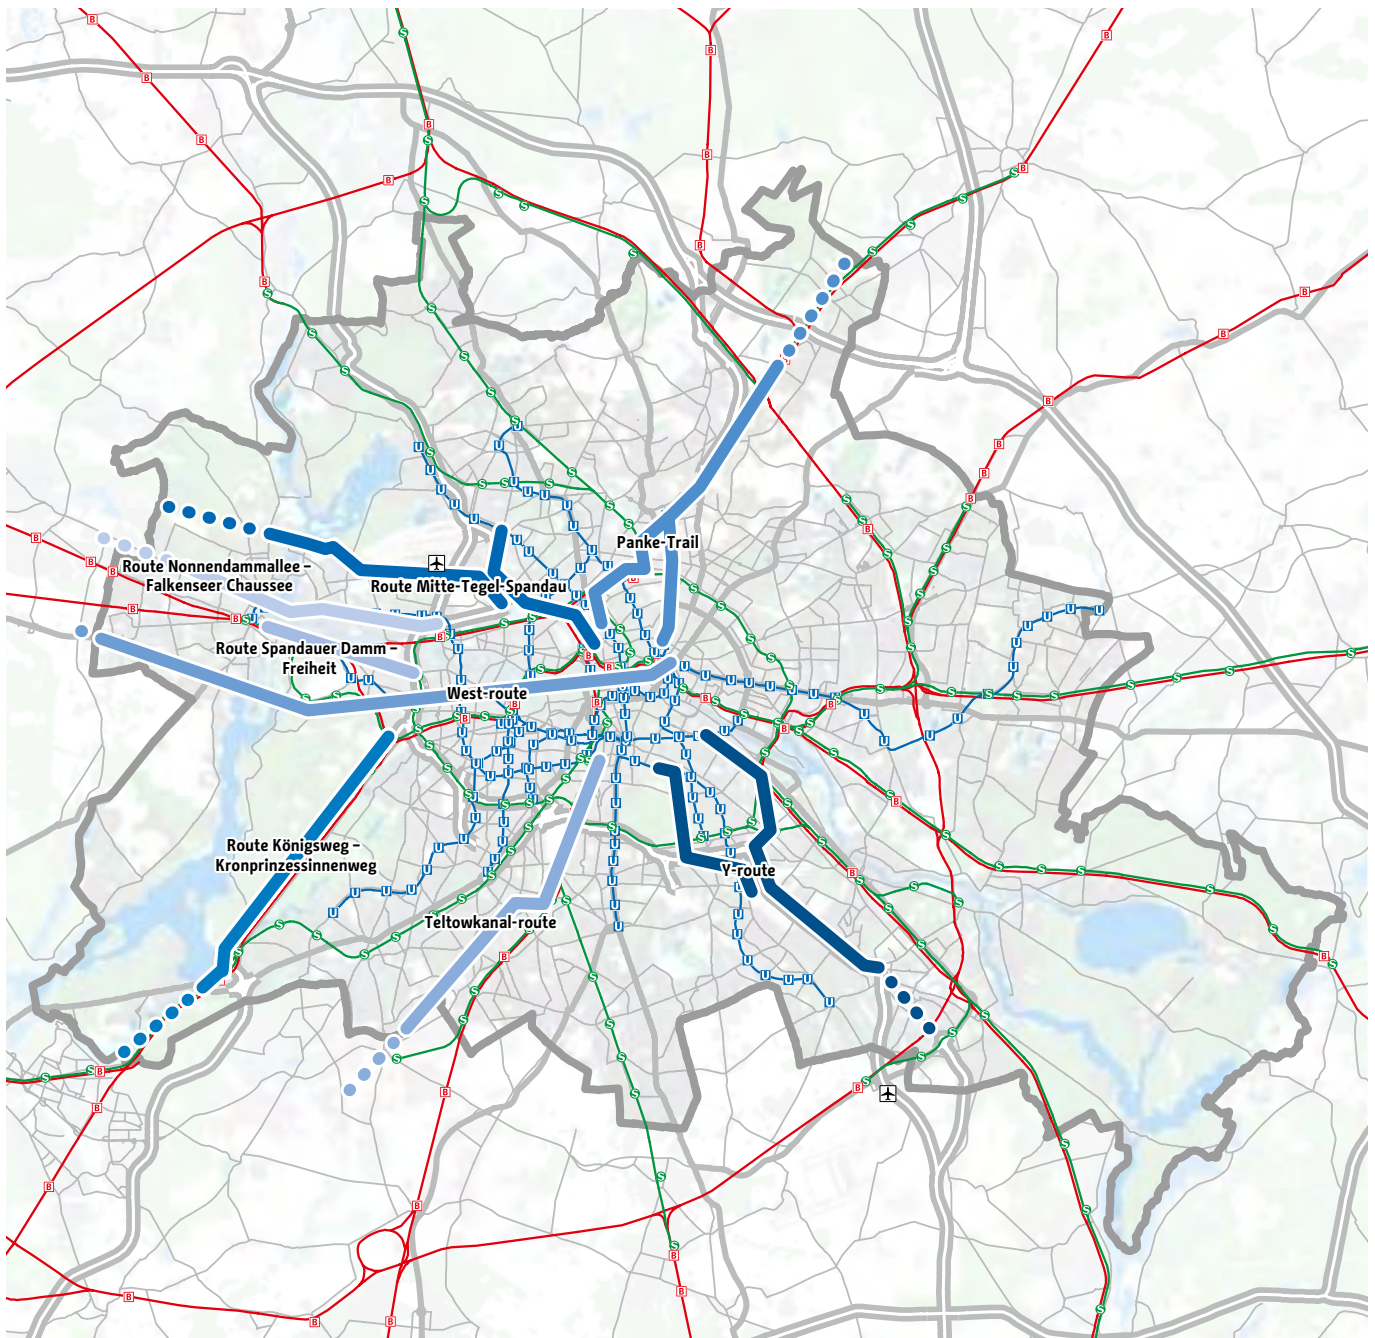 Panke-Trail
Route Nonnendammallee –
Falkenseer Chaussee
Route Mitte-Tegel-Spandau
Route Spandauer Damm –
Freiheit
West-route
Route Königsweg –
Kronprinzessinnenweg
Y-route
Teltowkanal-route